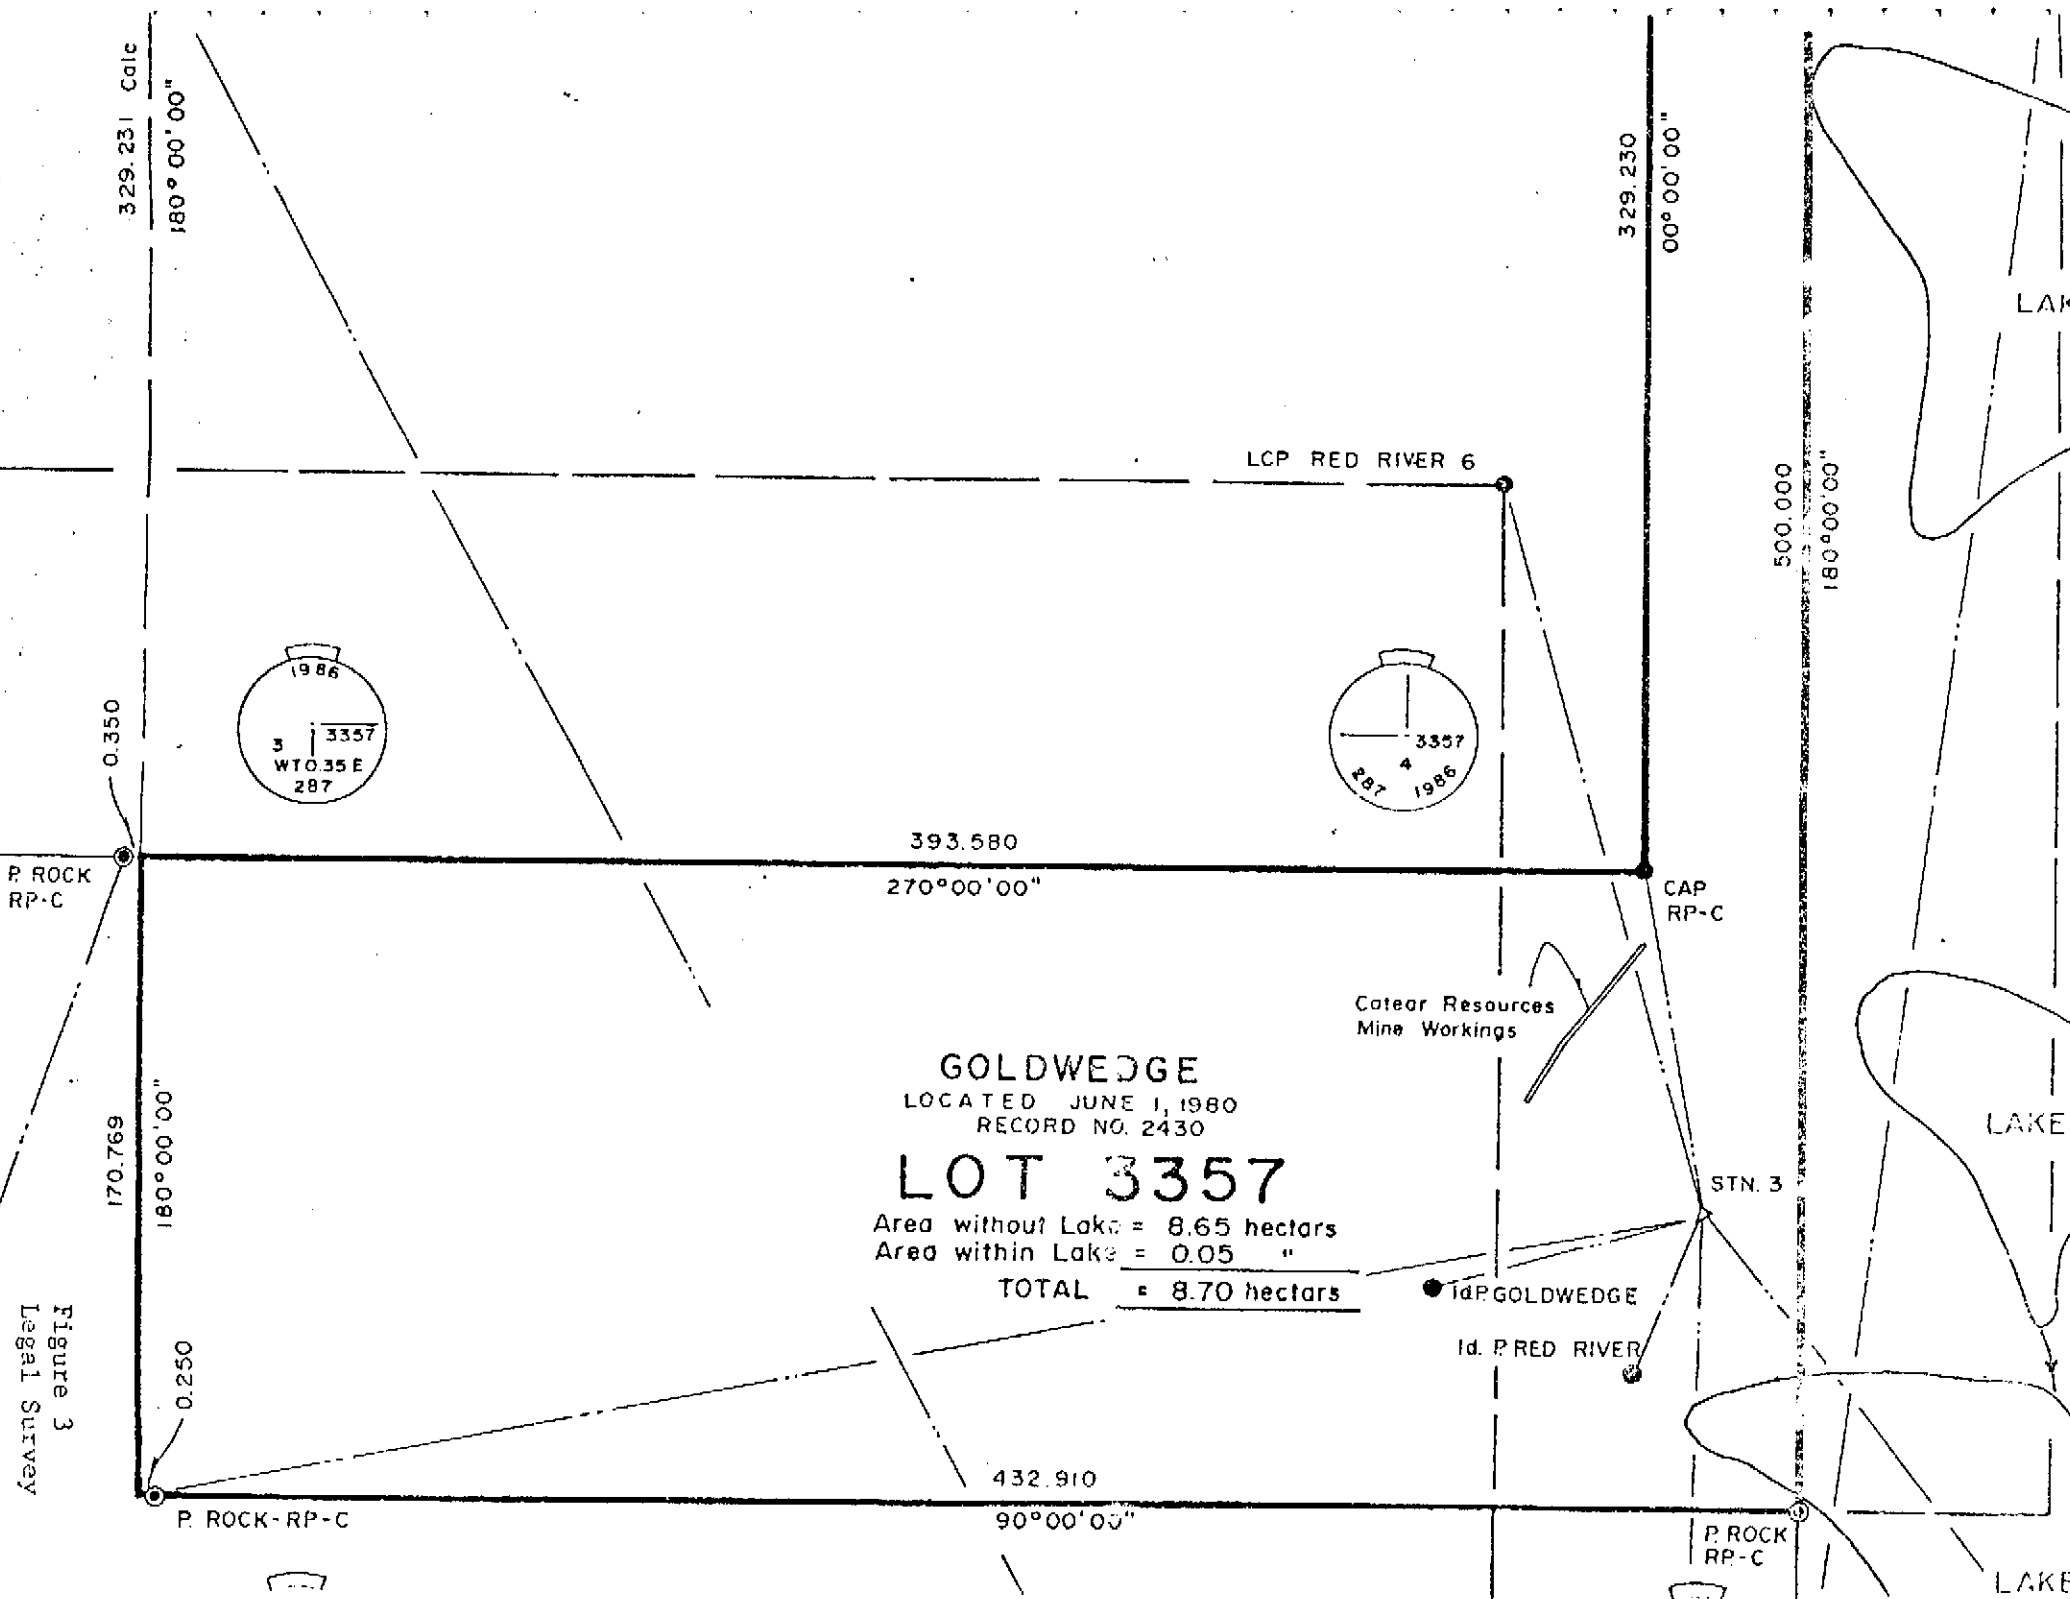 329.231 Calc
180°00'00"
329.230
00°00'00"
LCP RED RIVER 6
500.000
180°00'00"
1986
3357
3
WT 0.35 E
287
3357
4
287 1986
0.350
393.580
270°00'00"
P. ROCK
RP-C
CAP
RP-C
Catear Resources
Mine Workings
GOLDWEDGE
LOCATED JUNE 1, 1980
RECORD NO. 2430
LOT 3357
Area without Lake = 8.65 hectars
Area within Lake = 0.05 "
TOTAL = 8.70 hectars
170.769
180°00'00"
STN. 3
LAKE
Id.P.GOLDWEDGE
Id. P. RED RIVER
0.250
Figure 3
Legal Survey
432.910
90°00'00"
P. ROCK-RP-C
P. ROCK
RP-C
LAKE